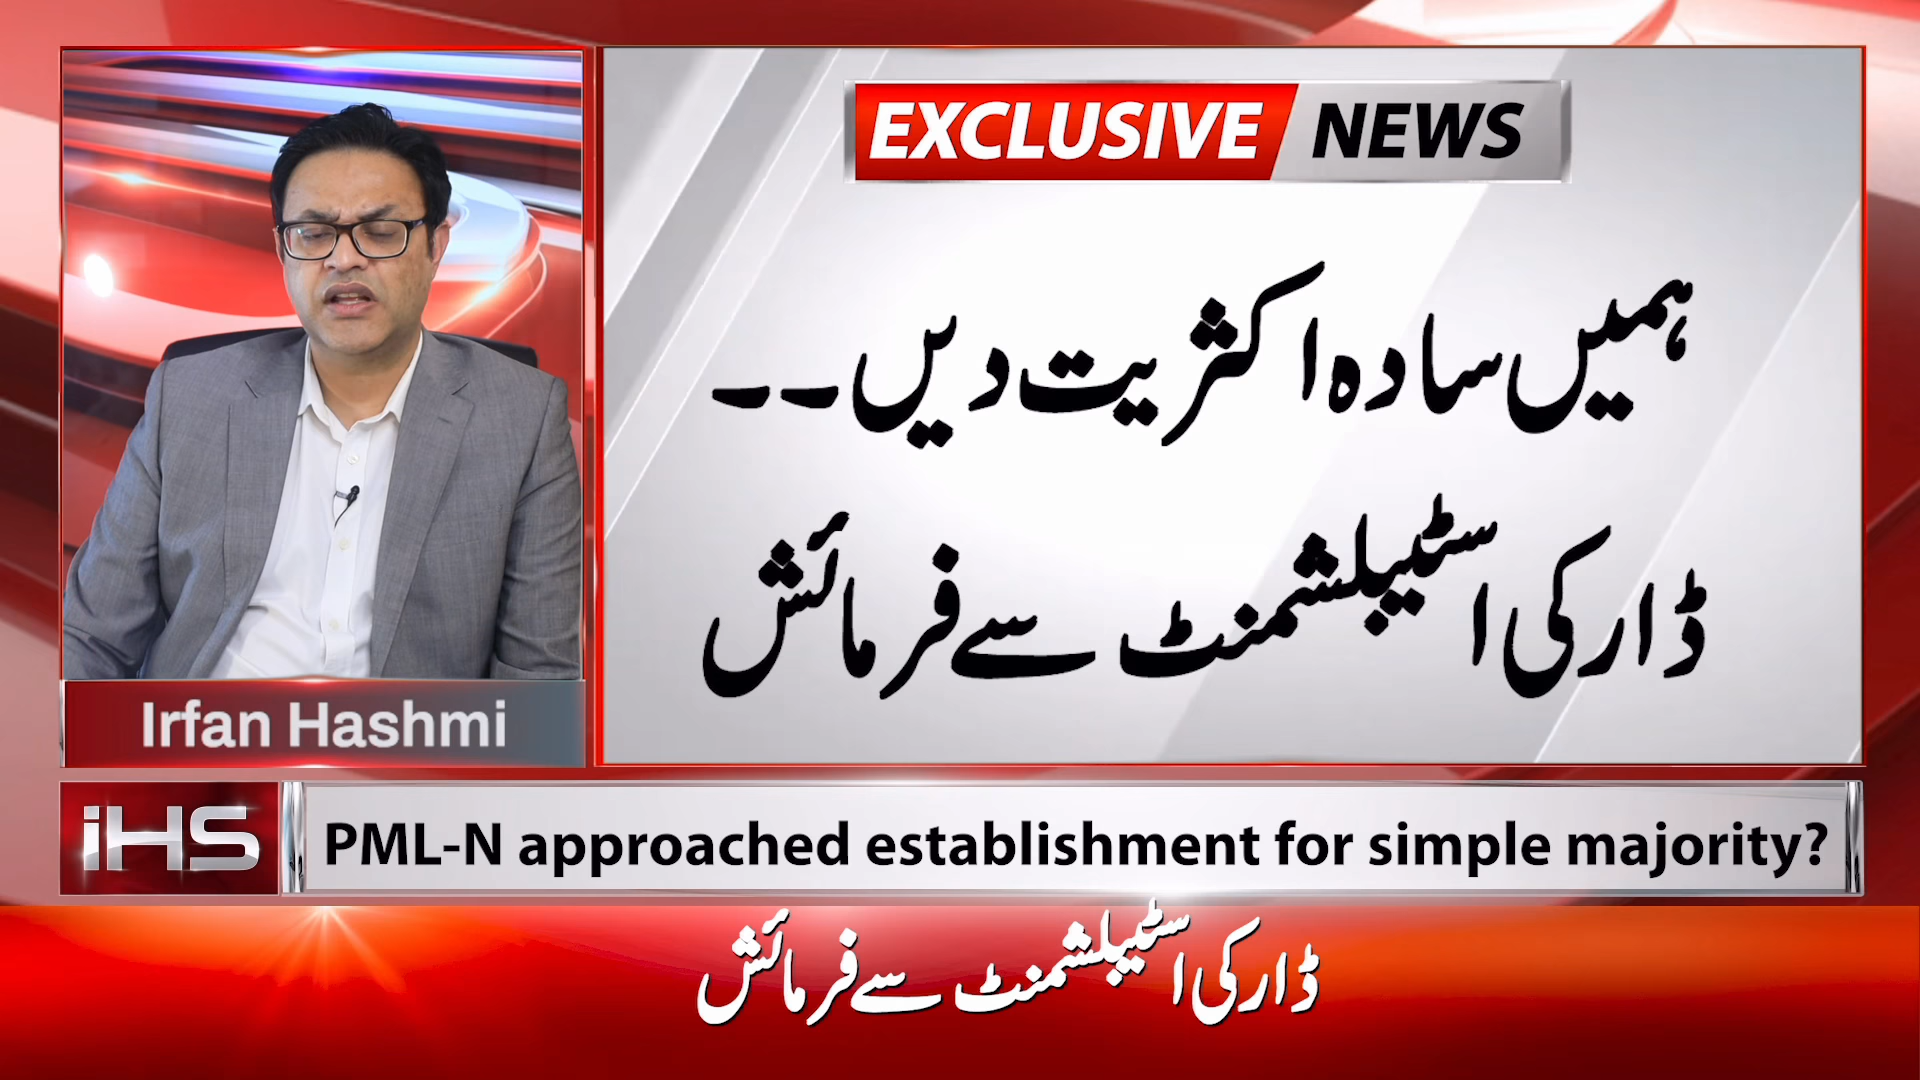 EXCLUSIVE NEWS
ہمیں سادہ اکثریت دیں۔۔
ڈار کی اسٹیبلشمنٹ سے فرمائش
Irfan Hashmi
iHS
PML-N approached establishment for simple majority?
ڈار کی اسٹیبلشمنٹ سے فرمائش